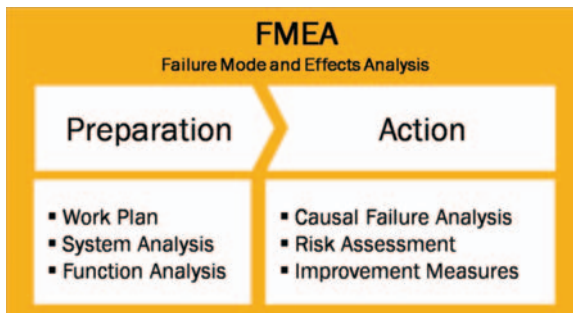 FMEA
Failure Mode and Effects Analysis
Preparation
Action
▪ Work Plan
▪ System Analysis
▪ Function Analysis
▪ Causal Failure Analysis
▪ Risk Assessment
▪ Improvement Measures